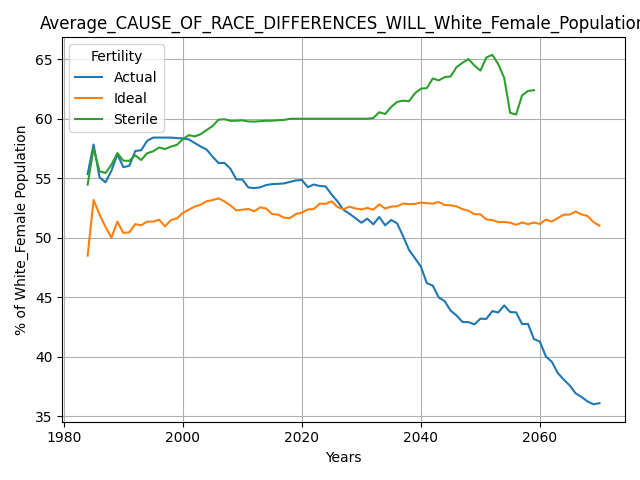 Average_CAUSE_OF_RACE_DIFFERENCES_WILL_White_Female_Population
Fertility
Actual
Ideal
Sterile
% of White_Female Population
65
60
55
50
45
40
35
1980
2000
2020
2040
2060
Years